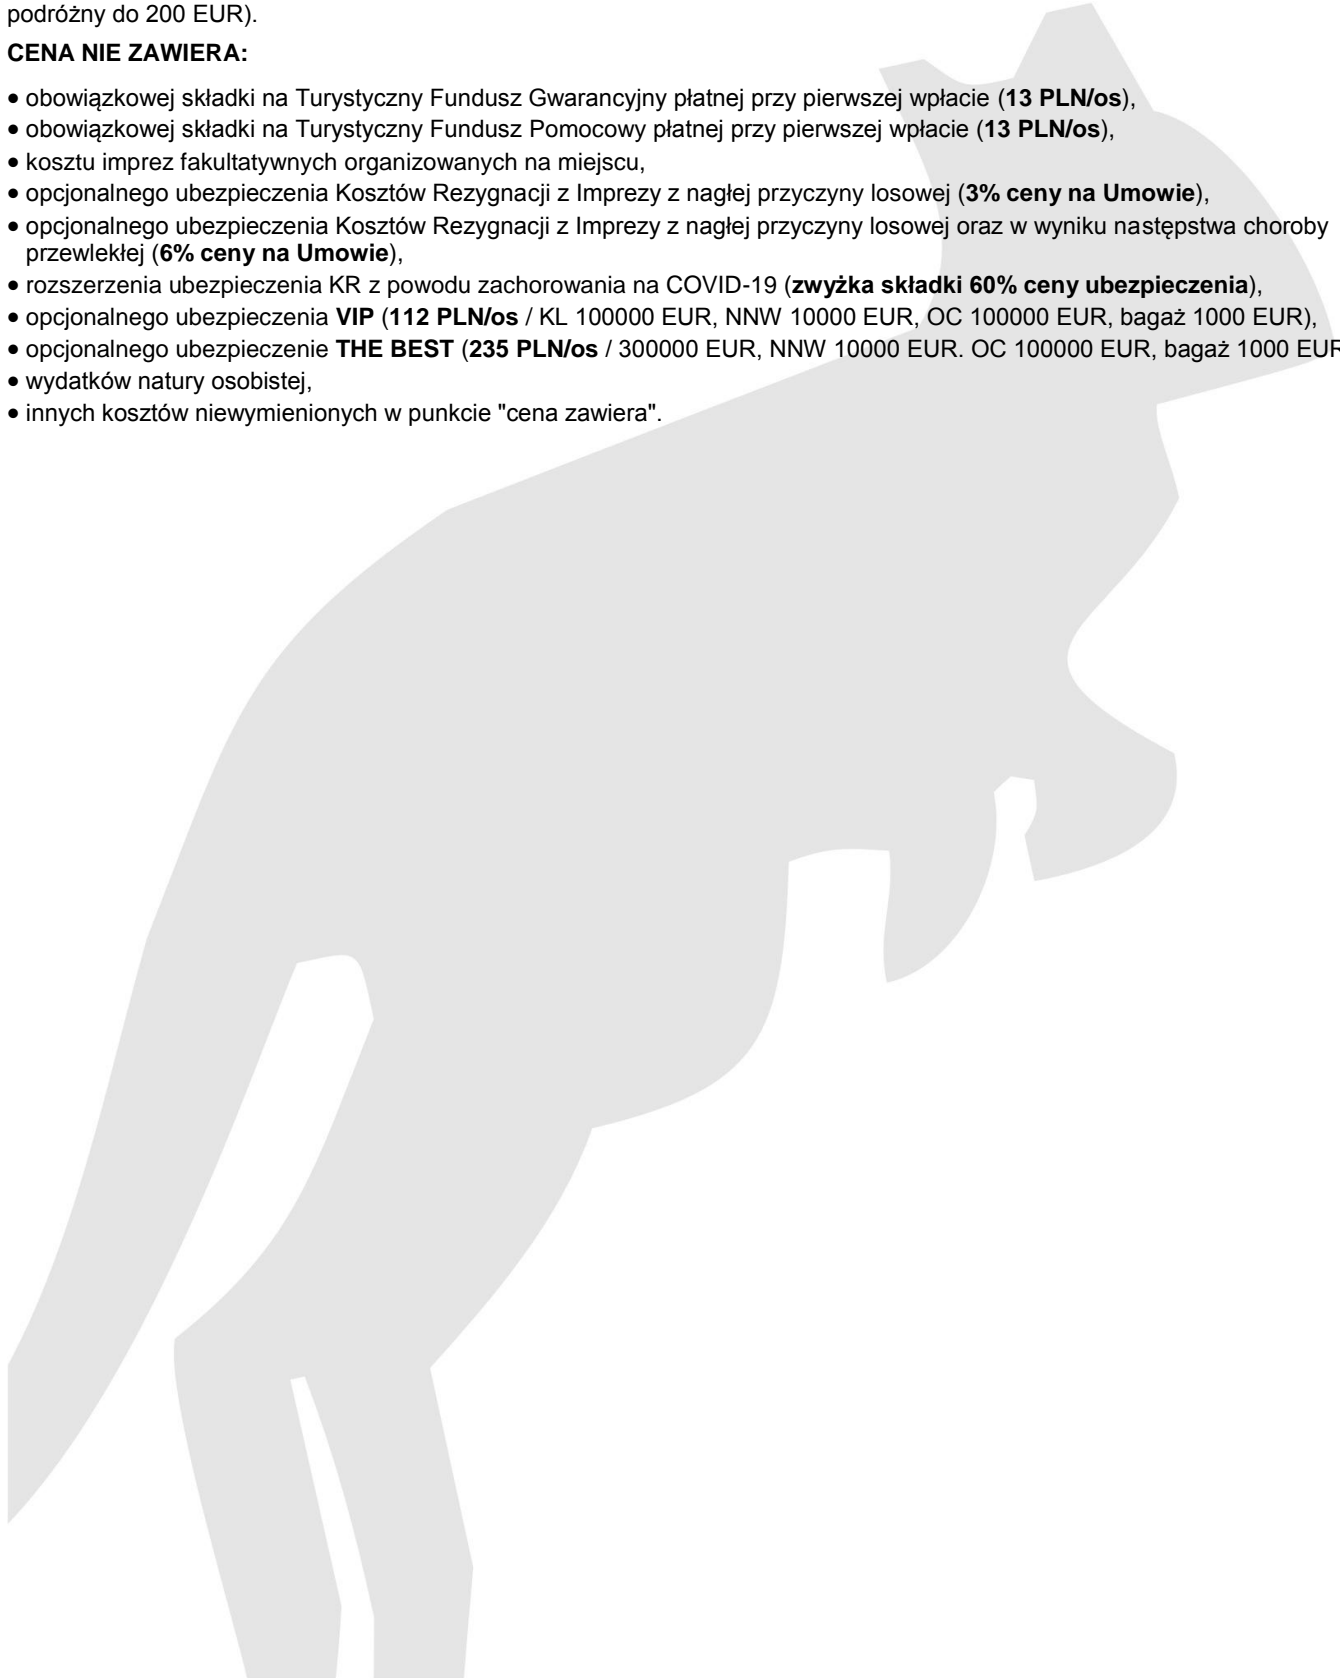 podróżny do 200 EUR).
CENA NIE ZAWIERA:
• obowiązkowej składki na Turystyczny Fundusz Gwarancyjny płatnej przy pierwszej wpłacie (13 PLN/os),
• obowiązkowej składki na Turystyczny Fundusz Pomocowy płatnej przy pierwszej wpłacie (13 PLN/os),
• kosztu imprez fakultatywnych organizowanych na miejscu,
• opcjonalnego ubezpieczenia Kosztów Rezygnacji z Imprezy z nagłej przyczyny losowej (3% ceny na Umowie),
• opcjonalnego ubezpieczenia Kosztów Rezygnacji z Imprezy z nagłej przyczyny losowej oraz w wyniku następstwa choroby
przewlekłej (6% ceny na Umowie),
• rozszerzenia ubezpieczenia KR z powodu zachorowania na COVID-19 (zwyżka składki 60% ceny ubezpieczenia),
• opcjonalnego ubezpieczenia VIP (112 PLN/os / KL 100000 EUR, NNW 10000 EUR, OC 100000 EUR, bagaż 1000 EUR),
• opcjonalnego ubezpieczenie THE BEST (235 PLN/os / 300000 EUR, NNW 10000 EUR. OC 100000 EUR, bagaż 1000 EUR
• wydatków natury osobistej,
• innych kosztów niewymienionych w punkcie "cena zawiera".